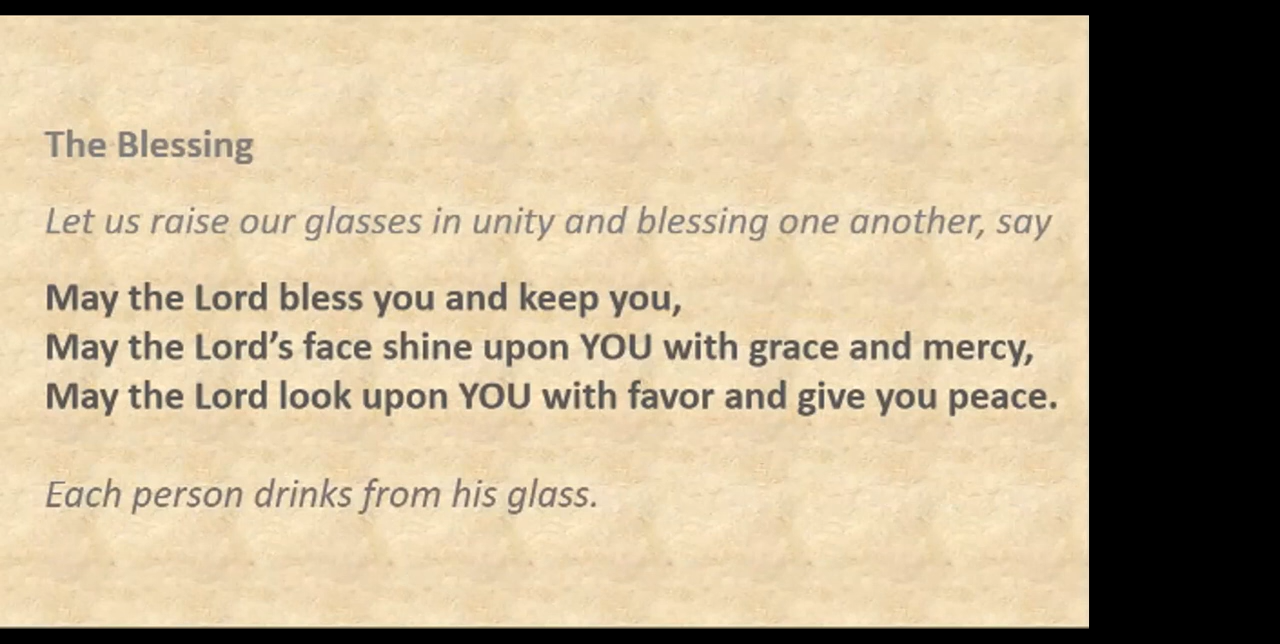 The Blessing
Let us raise our glasses in unity and blessing one another, say
May the Lord bless you and keep you,
May the Lord’s face shine upon YOU with grace and mercy,
May the Lord look upon YOU with favor and give you peace.
Each person drinks from his glass.